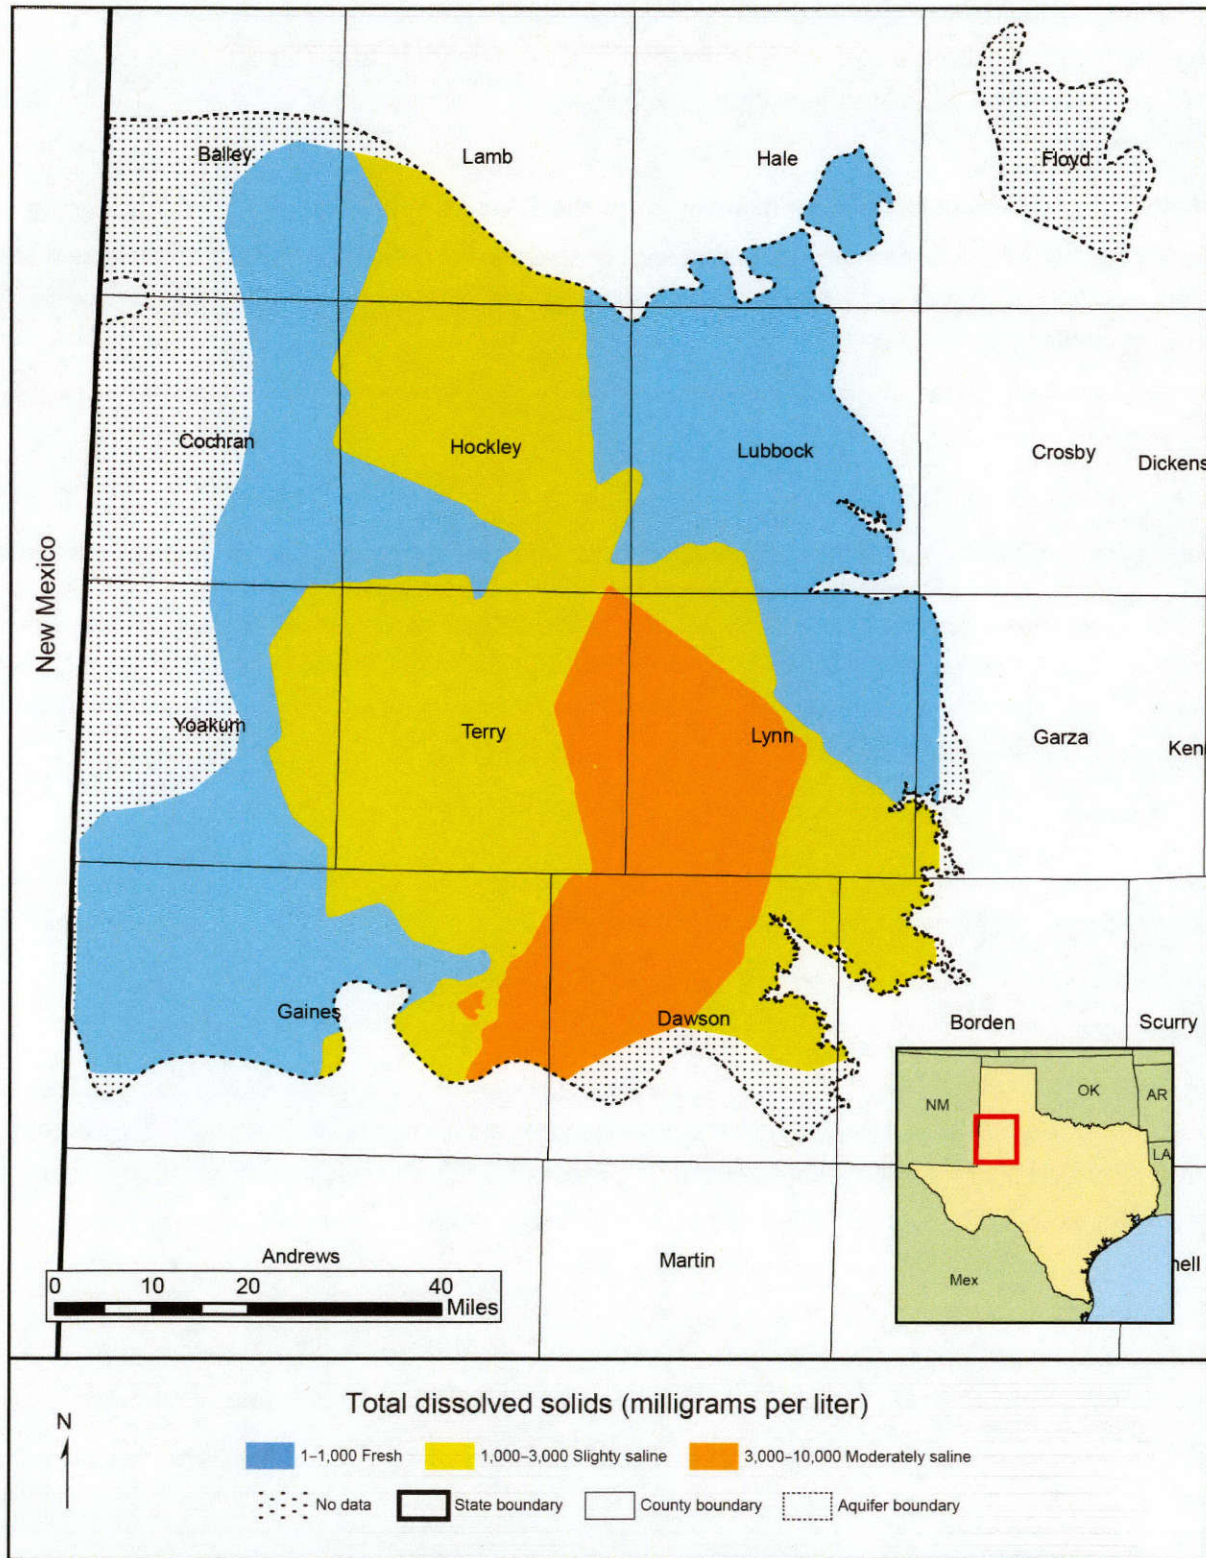 Bailey
Lamb
Hale
Floyd
Cochran
Hockley
Lubbock
Crosby
Dickens
New Mexico
Yoakum
Terry
Lynn
Garza
Ken
Gaines
Dawson
Borden
Scurry
NM
OK
AR
LA
Mex
Andrews
Martin
hell
0 10 20 40
Miles
Total dissolved solids (milligrams per liter)
N
1–1,000 Fresh 1,000–3,000 Slighty saline 3,000–10,000 Moderately saline
No data State boundary County boundary Aquifer boundary